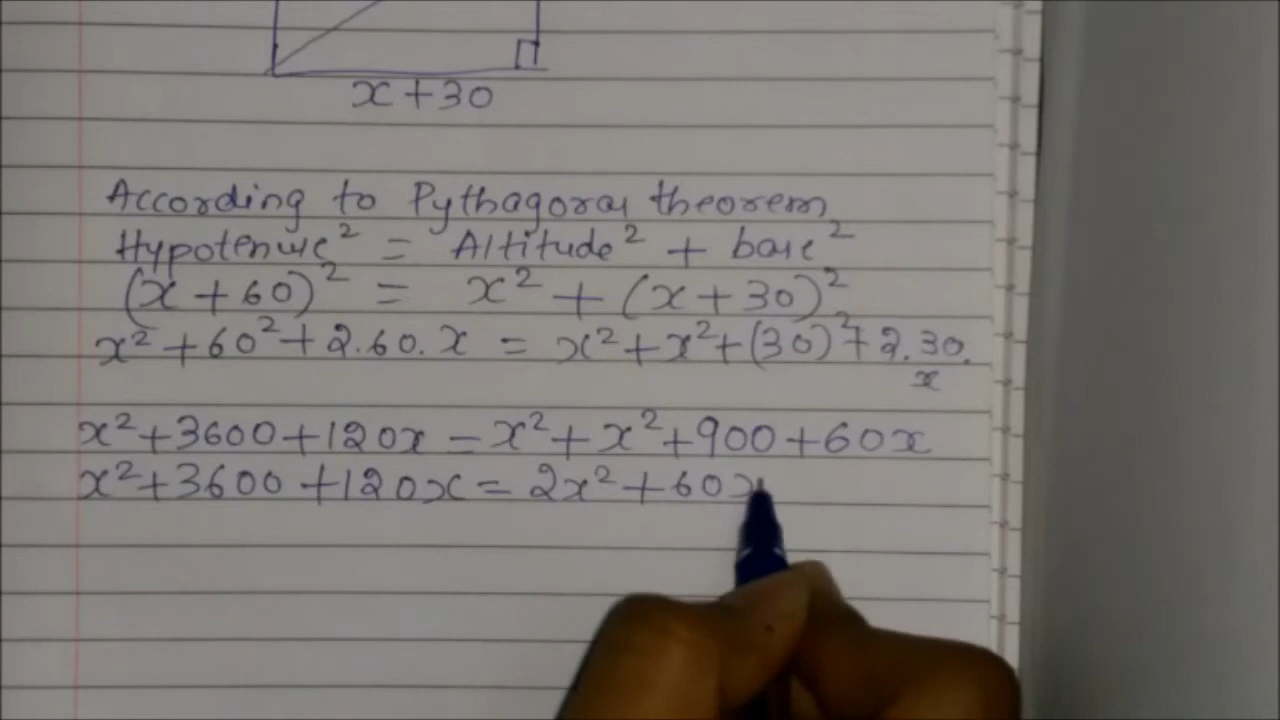 x+30
According to Pythagoras theorem
Hypotenuse² = Altitude² + base²
(x+60)² = x² + (x+30)²
x²+60²+2.60.x = x²+x²+(30)²+2.30.
x
x²+3600+120x = x²+x²+900+60x
x²+3600+120x = 2x²+60x